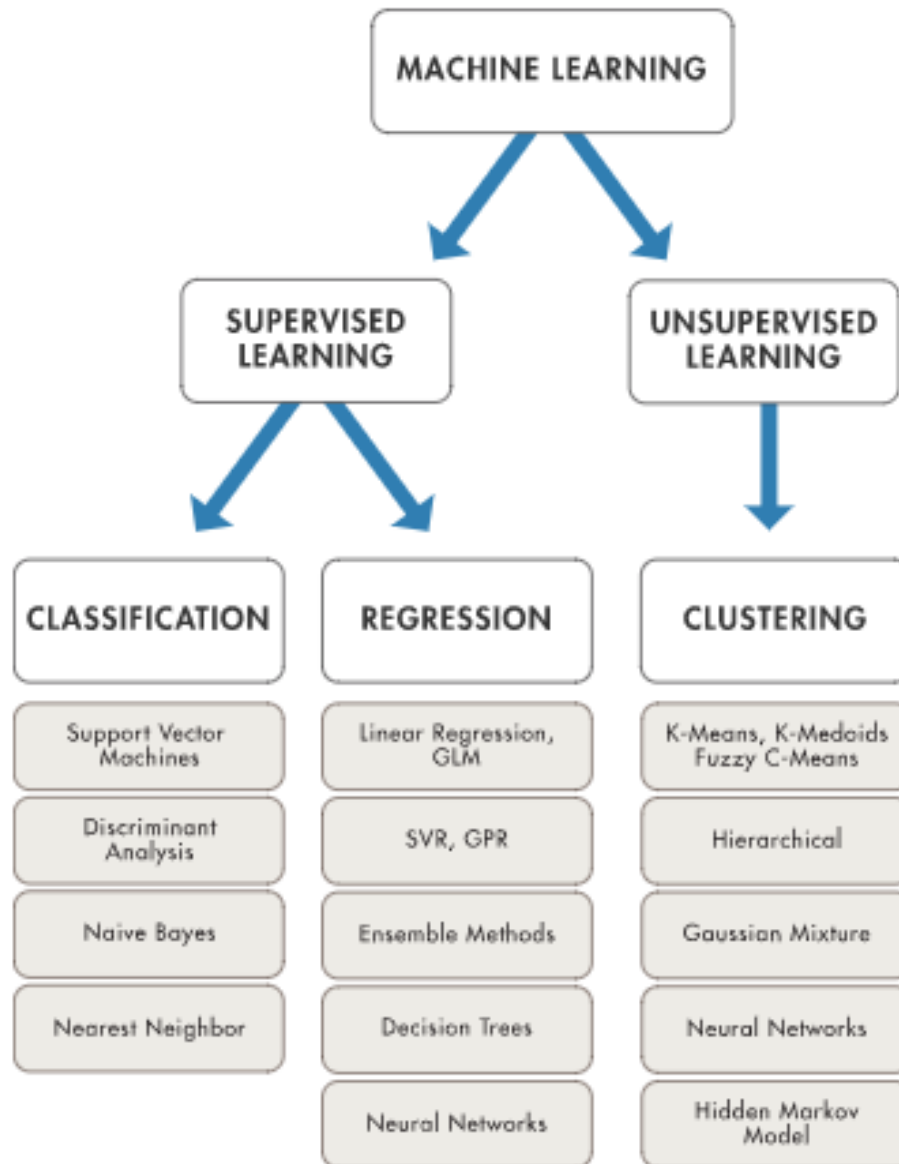 MACHINE LEARNING
SUPERVISED
LEARNING
UNSUPERVISED
LEARNING
CLASSIFICATION
Support Vector
Machines
Discriminant
Analysis
Naive Bayes
Nearest Neighbor
REGRESSION
Linear Regression,
GLM
SVR, GPR
Ensemble Methods
Decision Trees
Neural Networks
CLUSTERING
K-Means, K-Medoids
Fuzzy C-Means
Hierarchical
Gaussian Mixture
Neural Networks
Hidden Markov
Model